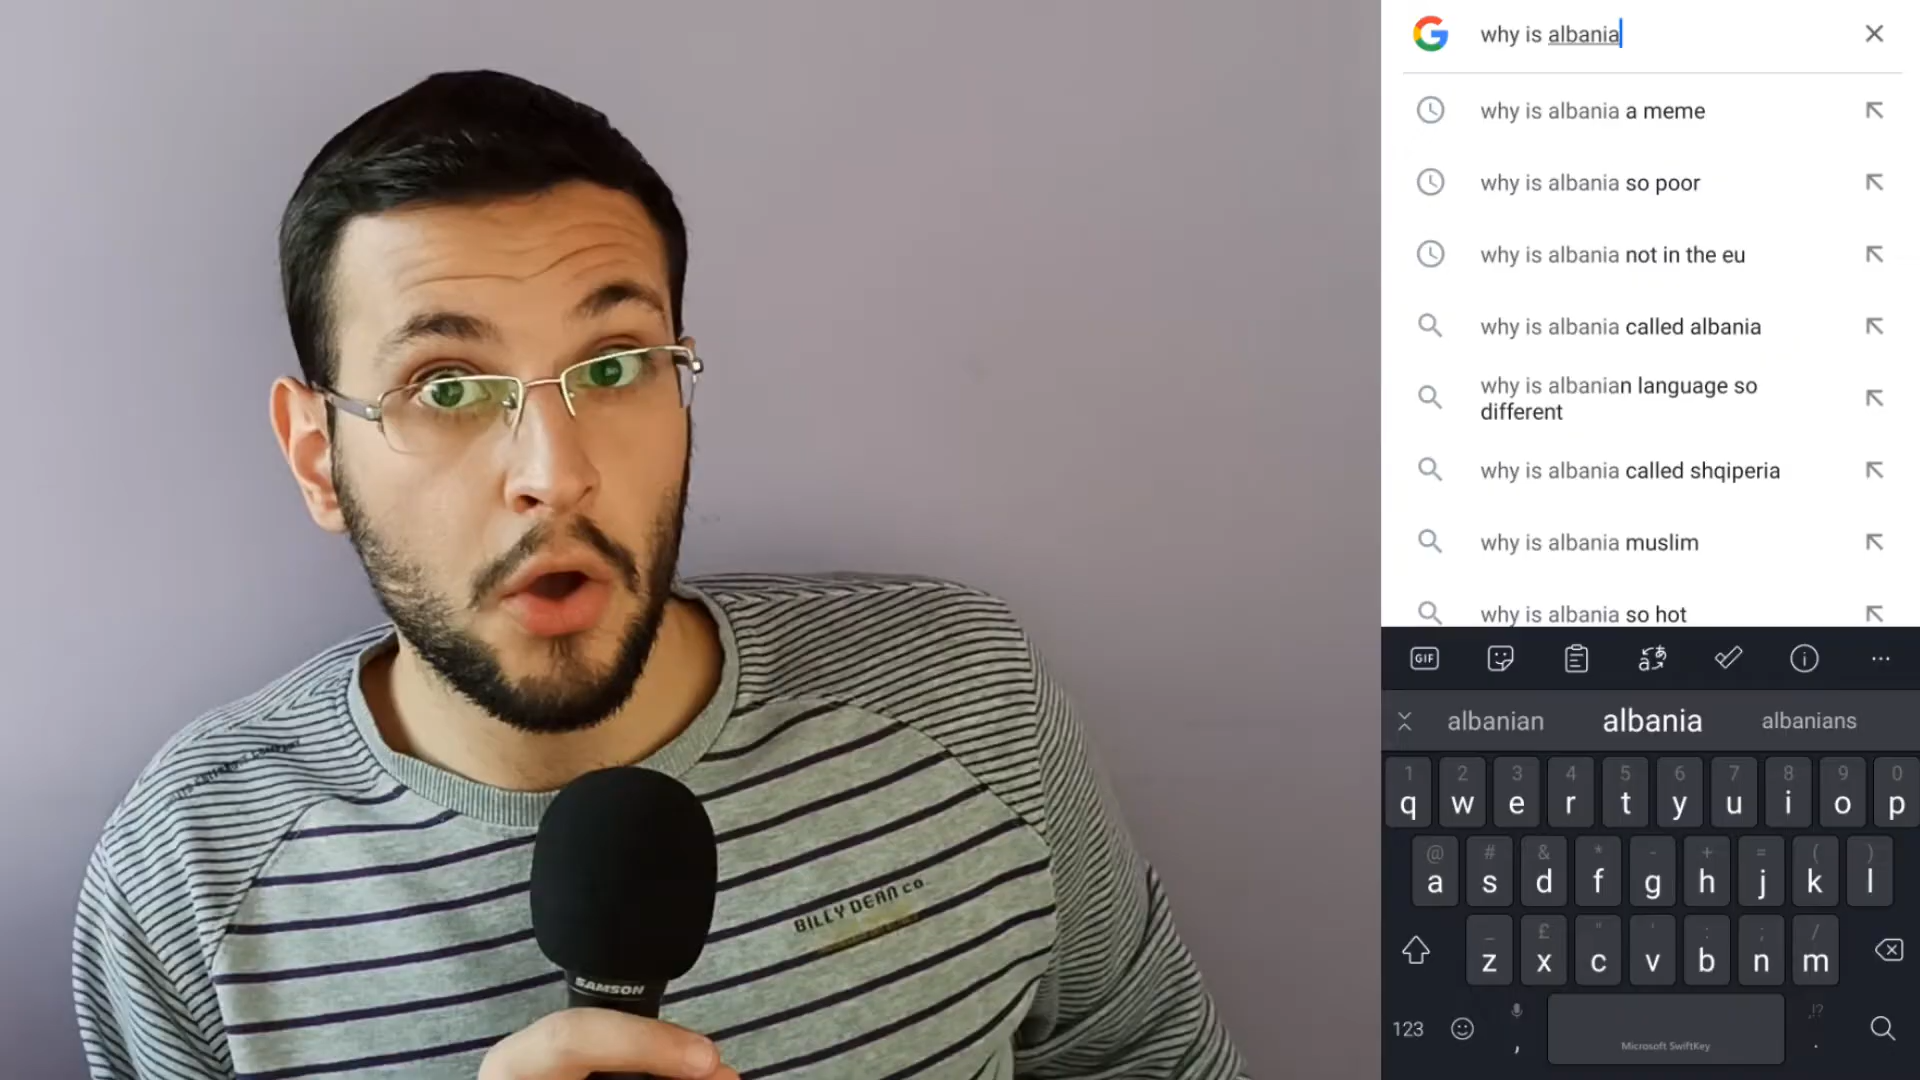 why is albania
why is albania a meme
why is albania so poor
why is albania not in the eu
why is albania called albania
why is albanian language so
different
why is albania called shqiperia
why is albania muslim
why is albania so hot
GIF
albanian albania albanians
1 2 3 4 5 6 7 8 9 0
q w e r t y u i o p
@ # & * - + = ( )
a s d f g h j k l
_ £ " ' : ; /
z x c v b n m
123 , !? .
Microsoft SwiftKey
BILLY DEAN CO.
SAMSON